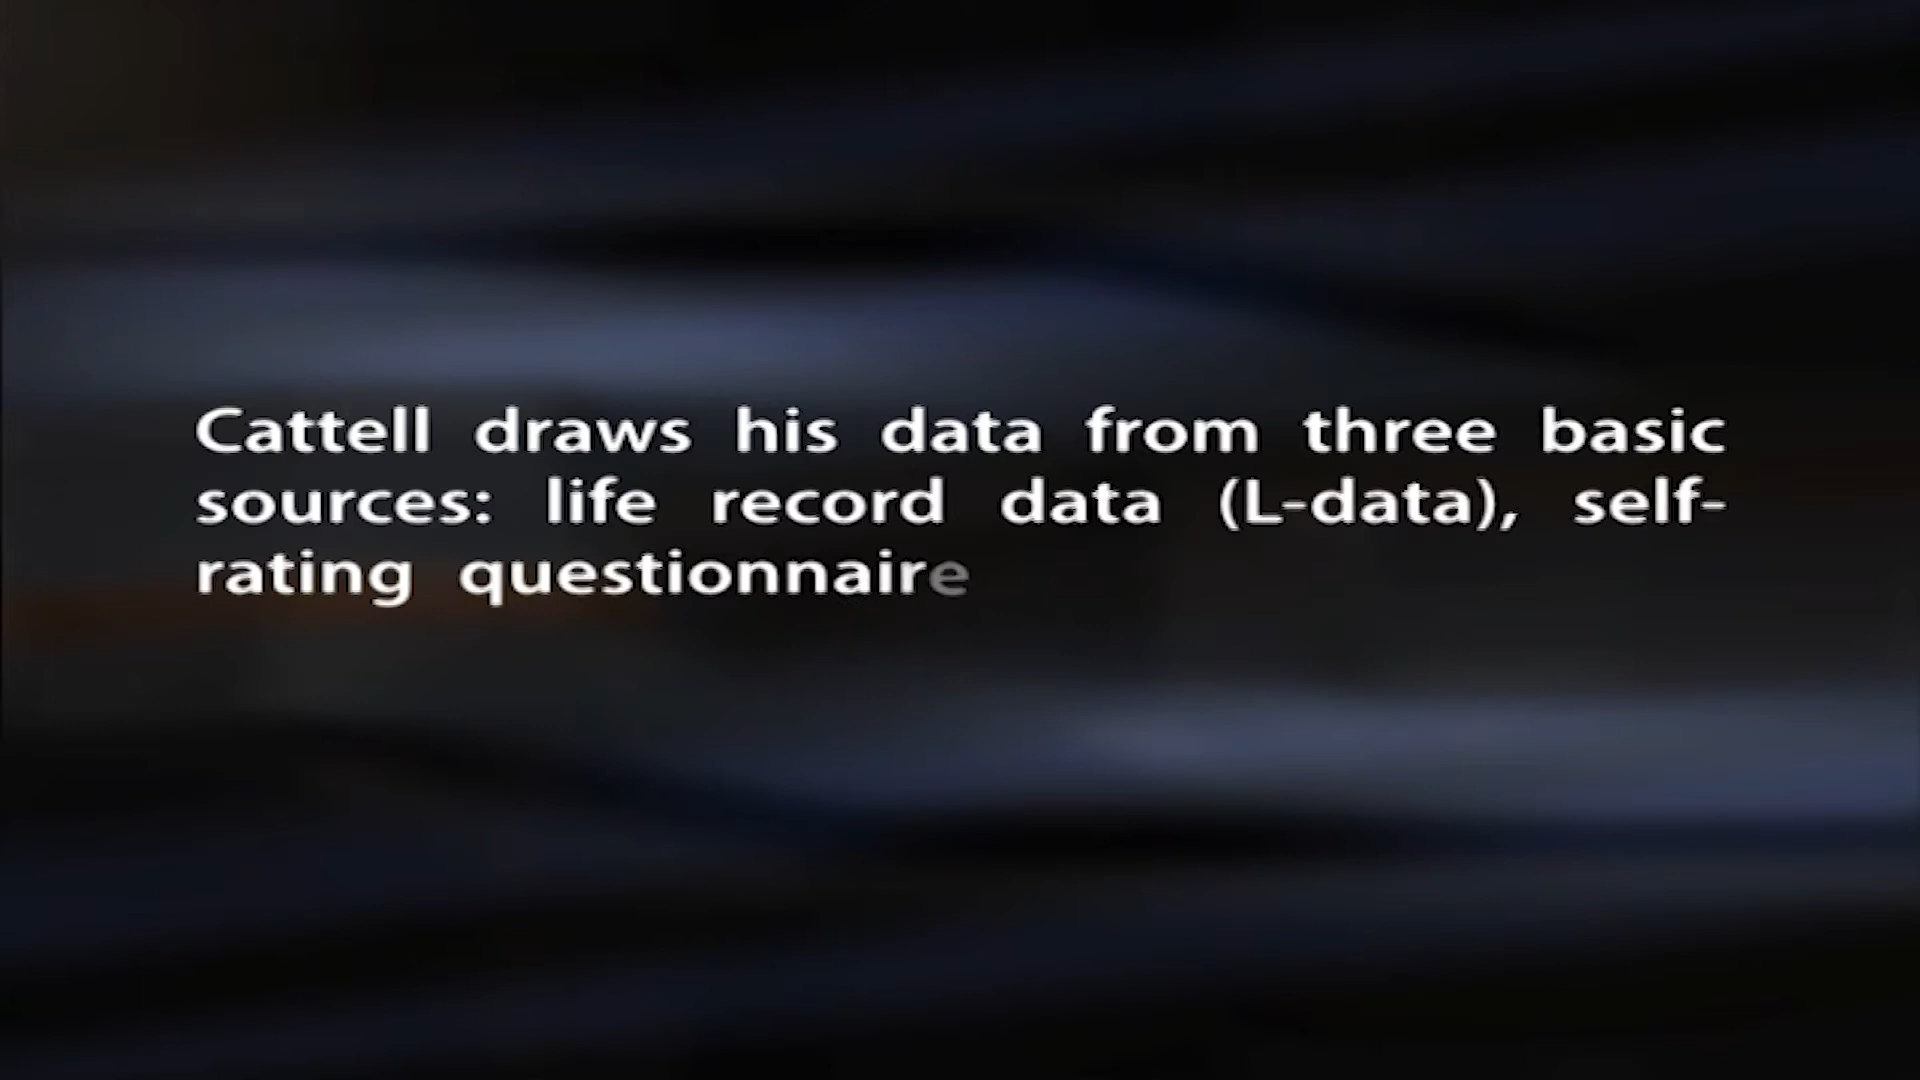 Cattell draws his data from three basic
sources: life record data (L-data), self-
rating questionnaire